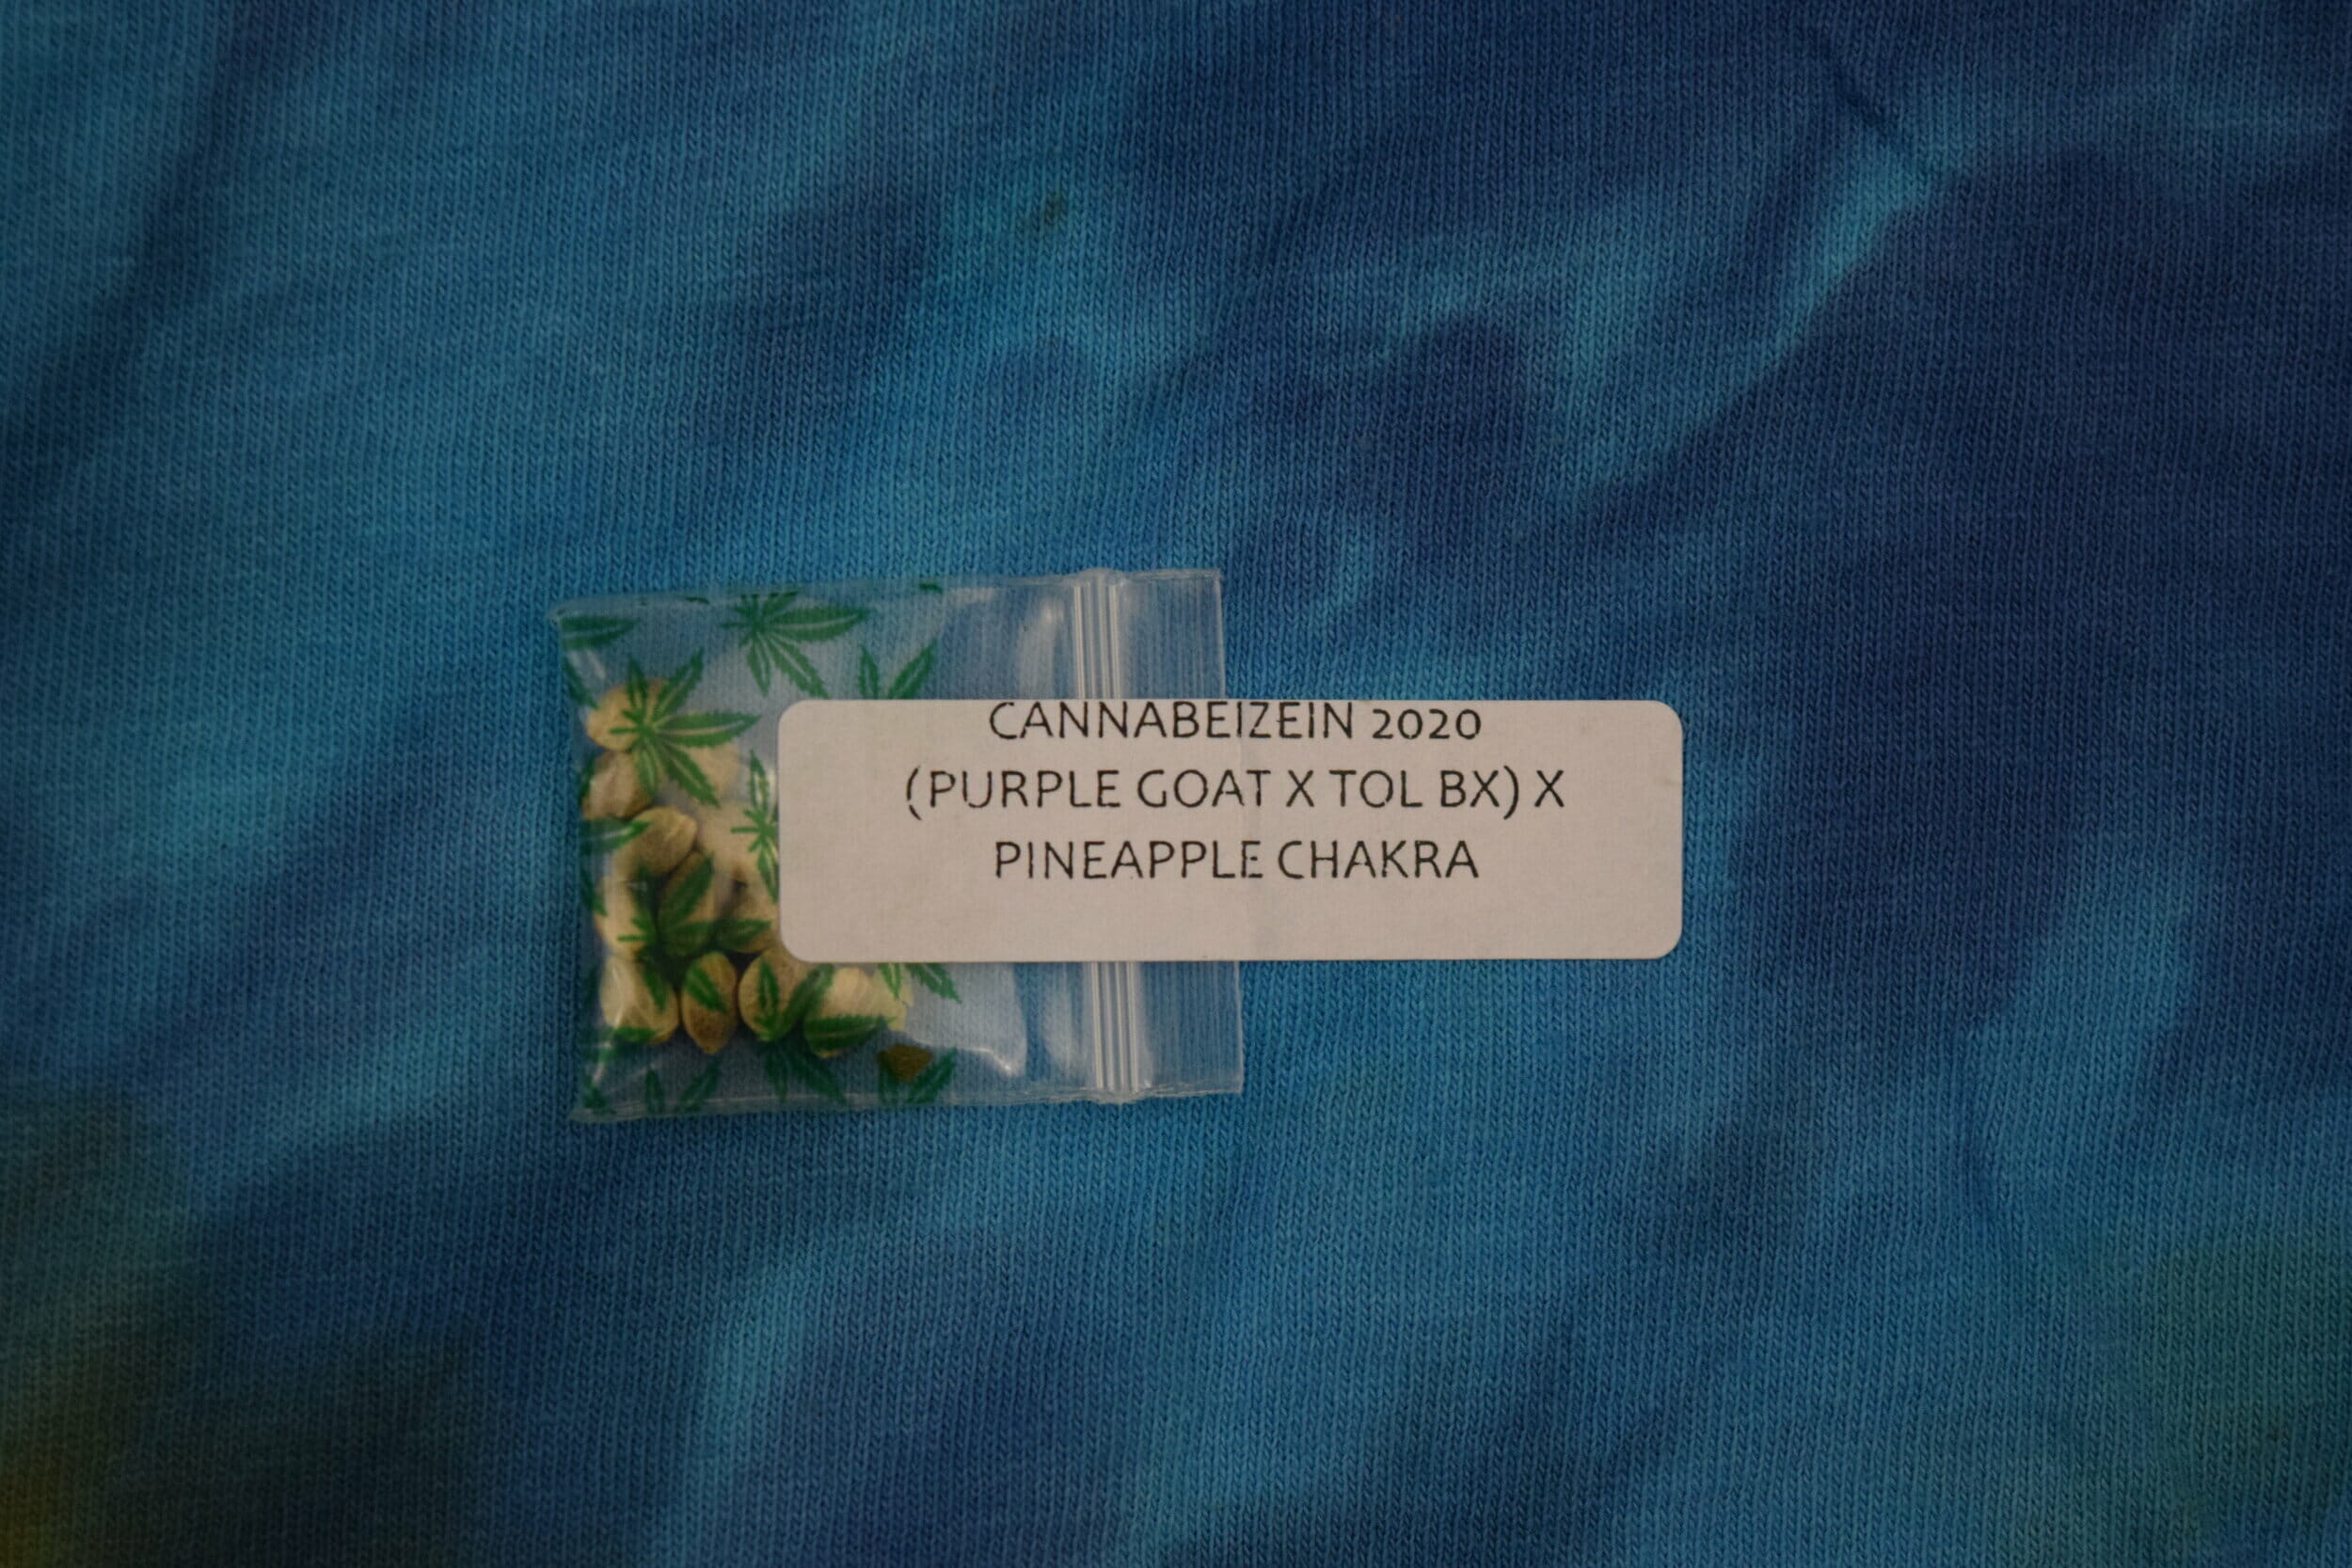 CANNABEIZEIN 2020
(PURPLE GOAT X TOL BX) X
PINEAPPLE CHAKRA